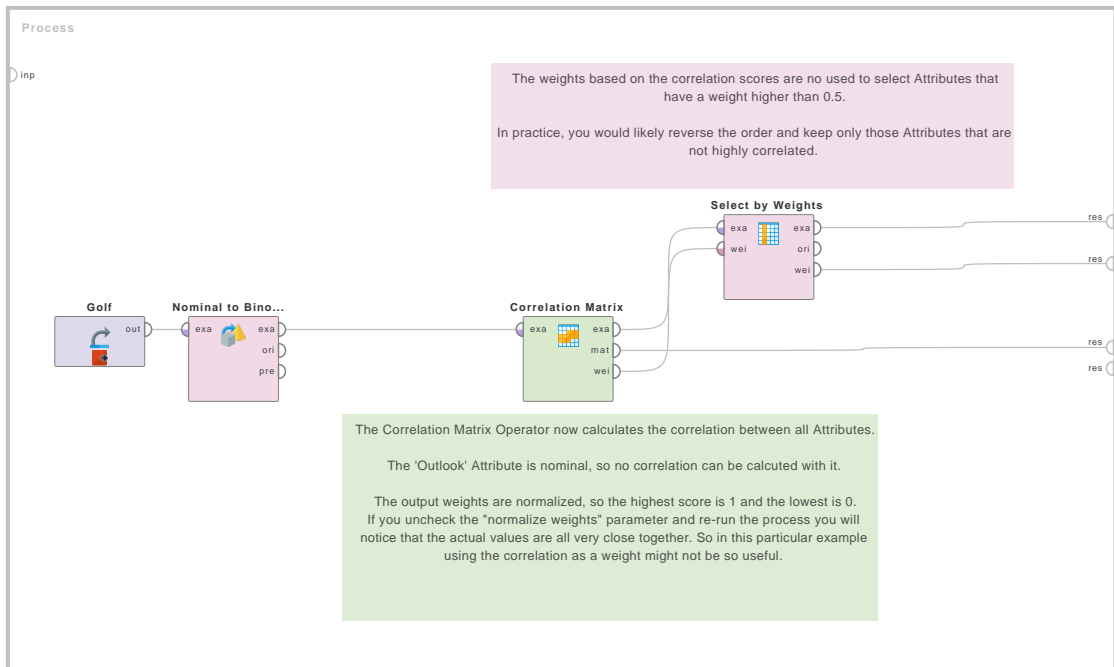 Process
inp
The weights based on the correlation scores are no used to select Attributes that
have a weight higher than 0.5.
In practice, you would likely reverse the order and keep only those Attributes that are
not highly correlated.
Select by Weights
exa
wei
exa
ori
wei
res
res
Golf
out
Nominal to Bino...
exa
exa
ori
pre
Correlation Matrix
exa
exa
mat
wei
res
res
The Correlation Matrix Operator now calculates the correlation between all Attributes.
The 'Outlook' Attribute is nominal, so no correlation can be calcuted with it.
The output weights are normalized, so the highest score is 1 and the lowest is 0.
If you uncheck the "normalize weights" parameter and re-run the process you will
notice that the actual values are all very close together. So in this particular example
using the correlation as a weight might not be so useful.